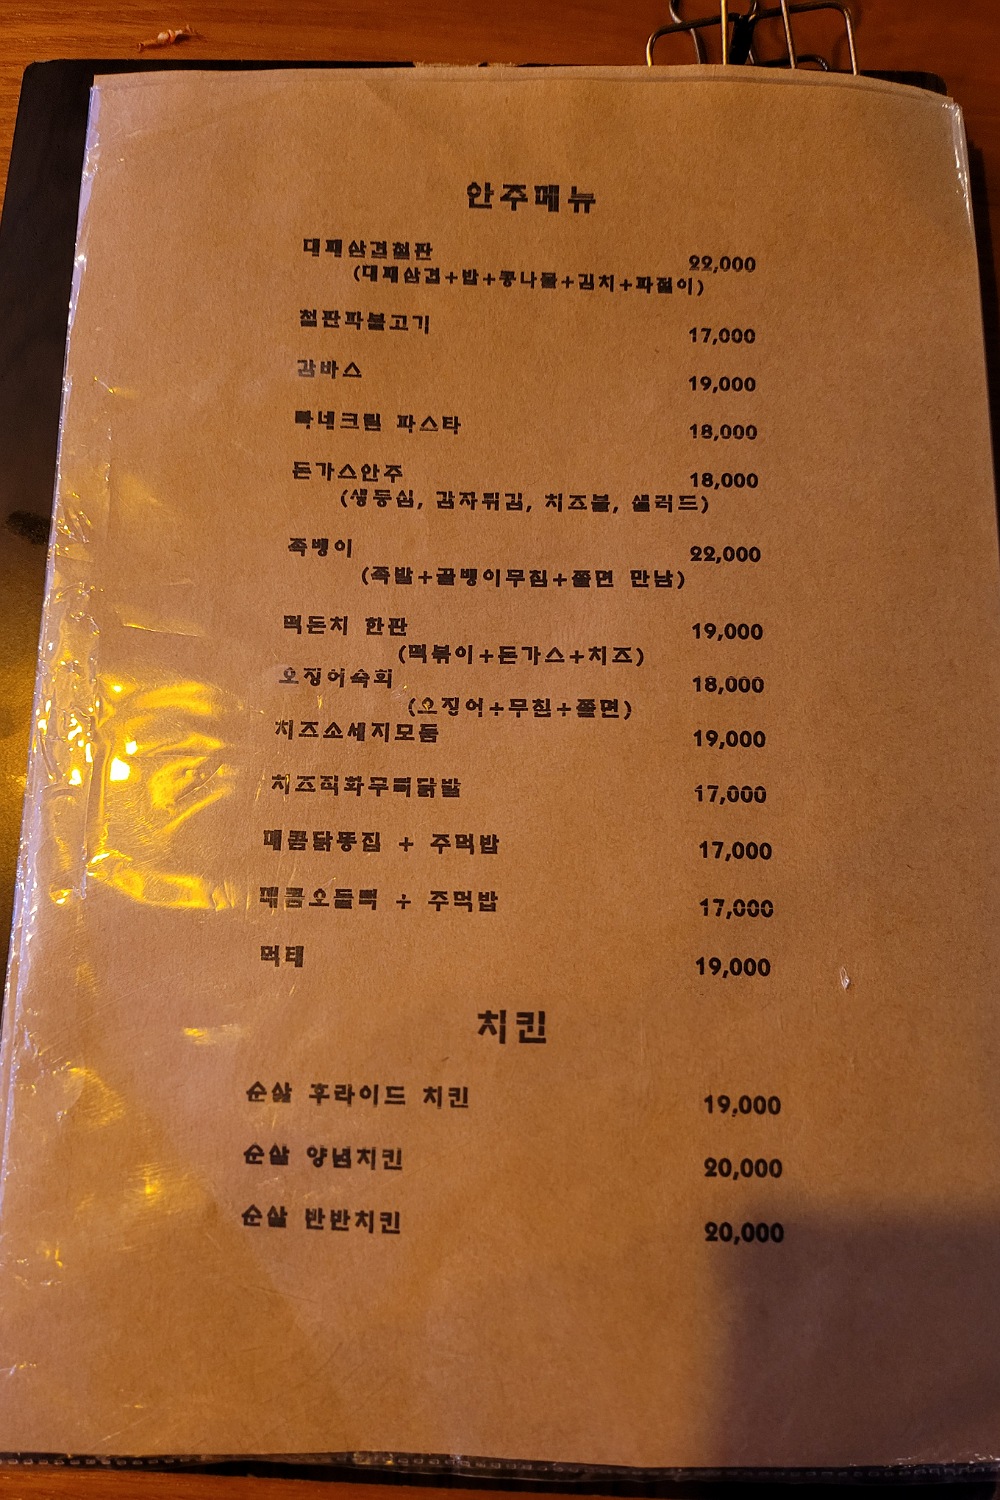 안주메뉴
대패삼겹철판 22,000
(대패삼겹+밥+콩나물+김치+파절이)
철판파불고기 17,000
감바스 19,000
빠네크림 파스타 18,000
돈가스안주 18,000
(생등심, 감자튀김, 치즈볼, 샐러드)
족뱅이 22,000
(족발+골뱅이무침+쫄면 만남)
떡돈치 한판 19,000
(떡볶이+돈가스+치즈)
오징어숙회 18,000
(오징어+무침+쫄면)
치즈소세지모둠 19,000
치즈직화무뼈닭발 17,000
매콤닭똥집 + 주먹밥 17,000
매콤오돌뼈 + 주먹밥 17,000
먹태 19,000
치킨
순살 후라이드 치킨 19,000
순살 양념치킨 20,000
순살 반반치킨 20,000